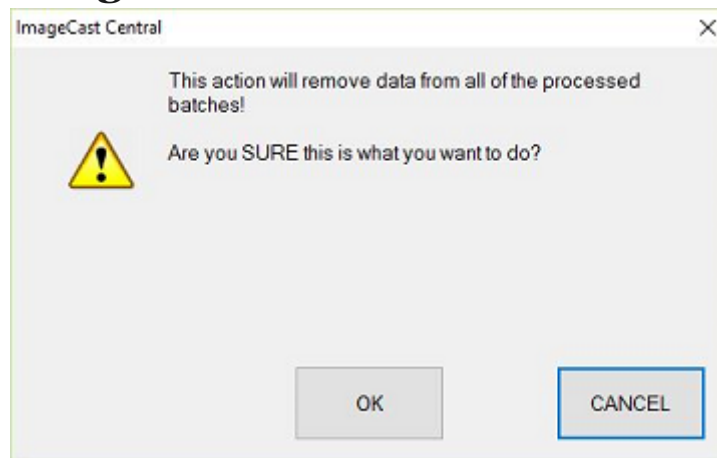 ImageCast Central
This action will remove data from all of the processed
batches!
Are you SURE this is what you want to do?
OK
CANCEL